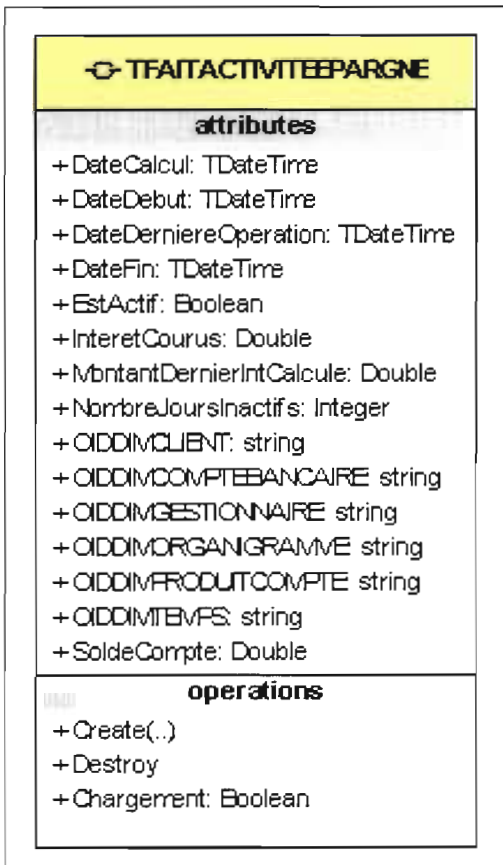 TFAITACTIVITEEPARGNE
attributes
+DateCalcul: TDateTime
+DateDebut: TDateTime
+DateDerniereOperation: TDateTime
+DateFin: TDateTime
+EstActif: Boolean
+InteretCourus: Double
+MontantDernierIntCalcule: Double
+NombreJoursInactifs: Integer
+OIDDIMCLIENT: string
+OIDDIMCOMPTEBANCAIRE string
+OIDDIMGESTIONNAIRE string
+OIDDIMORGANIGRAMME string
+OIDDIMPRODUITCOMPTE string
+OIDDIMTEMPS: string
+SoldeCompte: Double
operations
+Create(..)
+Destroy
+Chargement: Boolean